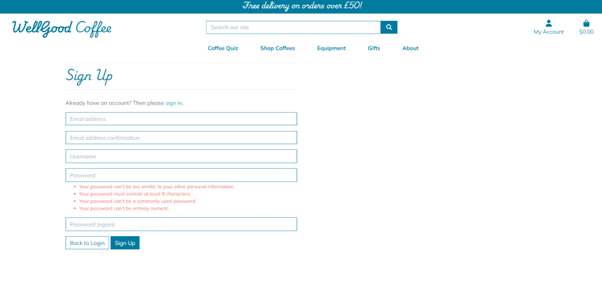 Free delivery on orders over £50!
WellGood Coffee
Search our site
My Account
$0.00
Coffee Quiz Shop Coffees Equipment Gifts About
Sign Up
Already have an account? Then please sign in.
Email address
Email address confirmation
Username
Password
Your password can't be too similar to your other personal information.
Your password must contain at least 8 characters.
Your password can't be a commonly used password.
Your password can't be entirely numeric.
Password (again)
Back to Login Sign Up